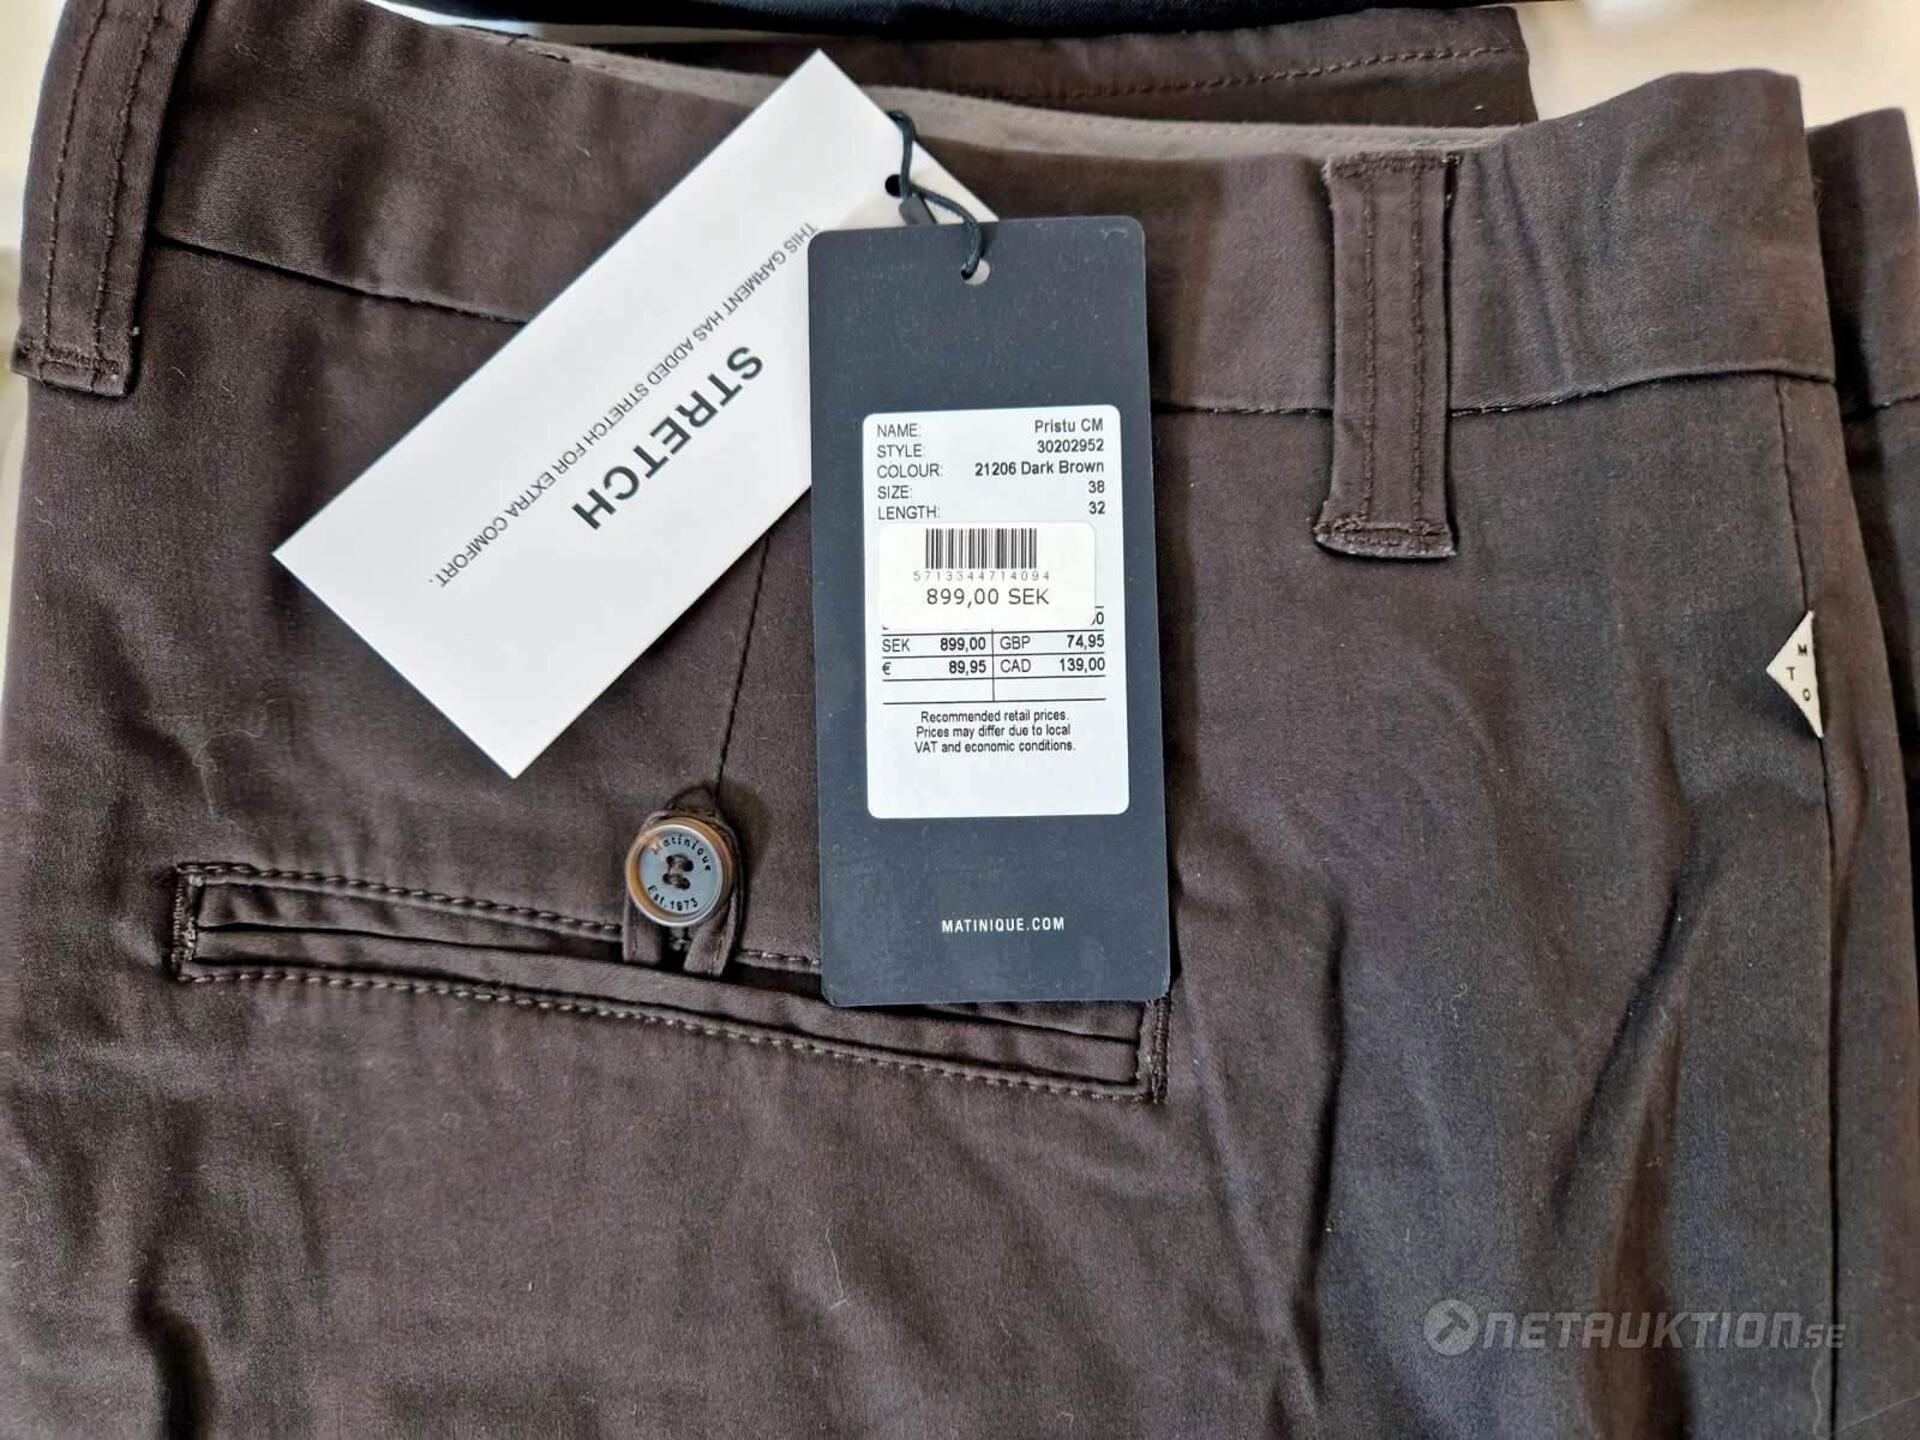 THIS GARMENT HAS ADDED STRETCH FOR EXTRA COMFORT.
STRETCH
NAME: Pristu CM
STYLE: 30202952
COLOUR: 21206 Dark Brown
SIZE: 38
LENGTH: 32
5713344714094
899,00 SEK
SEK 899,00 GBP 74,95
€ 89,95 CAD 139,00
Recommended retail prices.
Prices may differ due to local
VAT and economic conditions.
MATINIQUE.COM
Matinique
Est.1973
M
T
O
NETAUKTION.SE